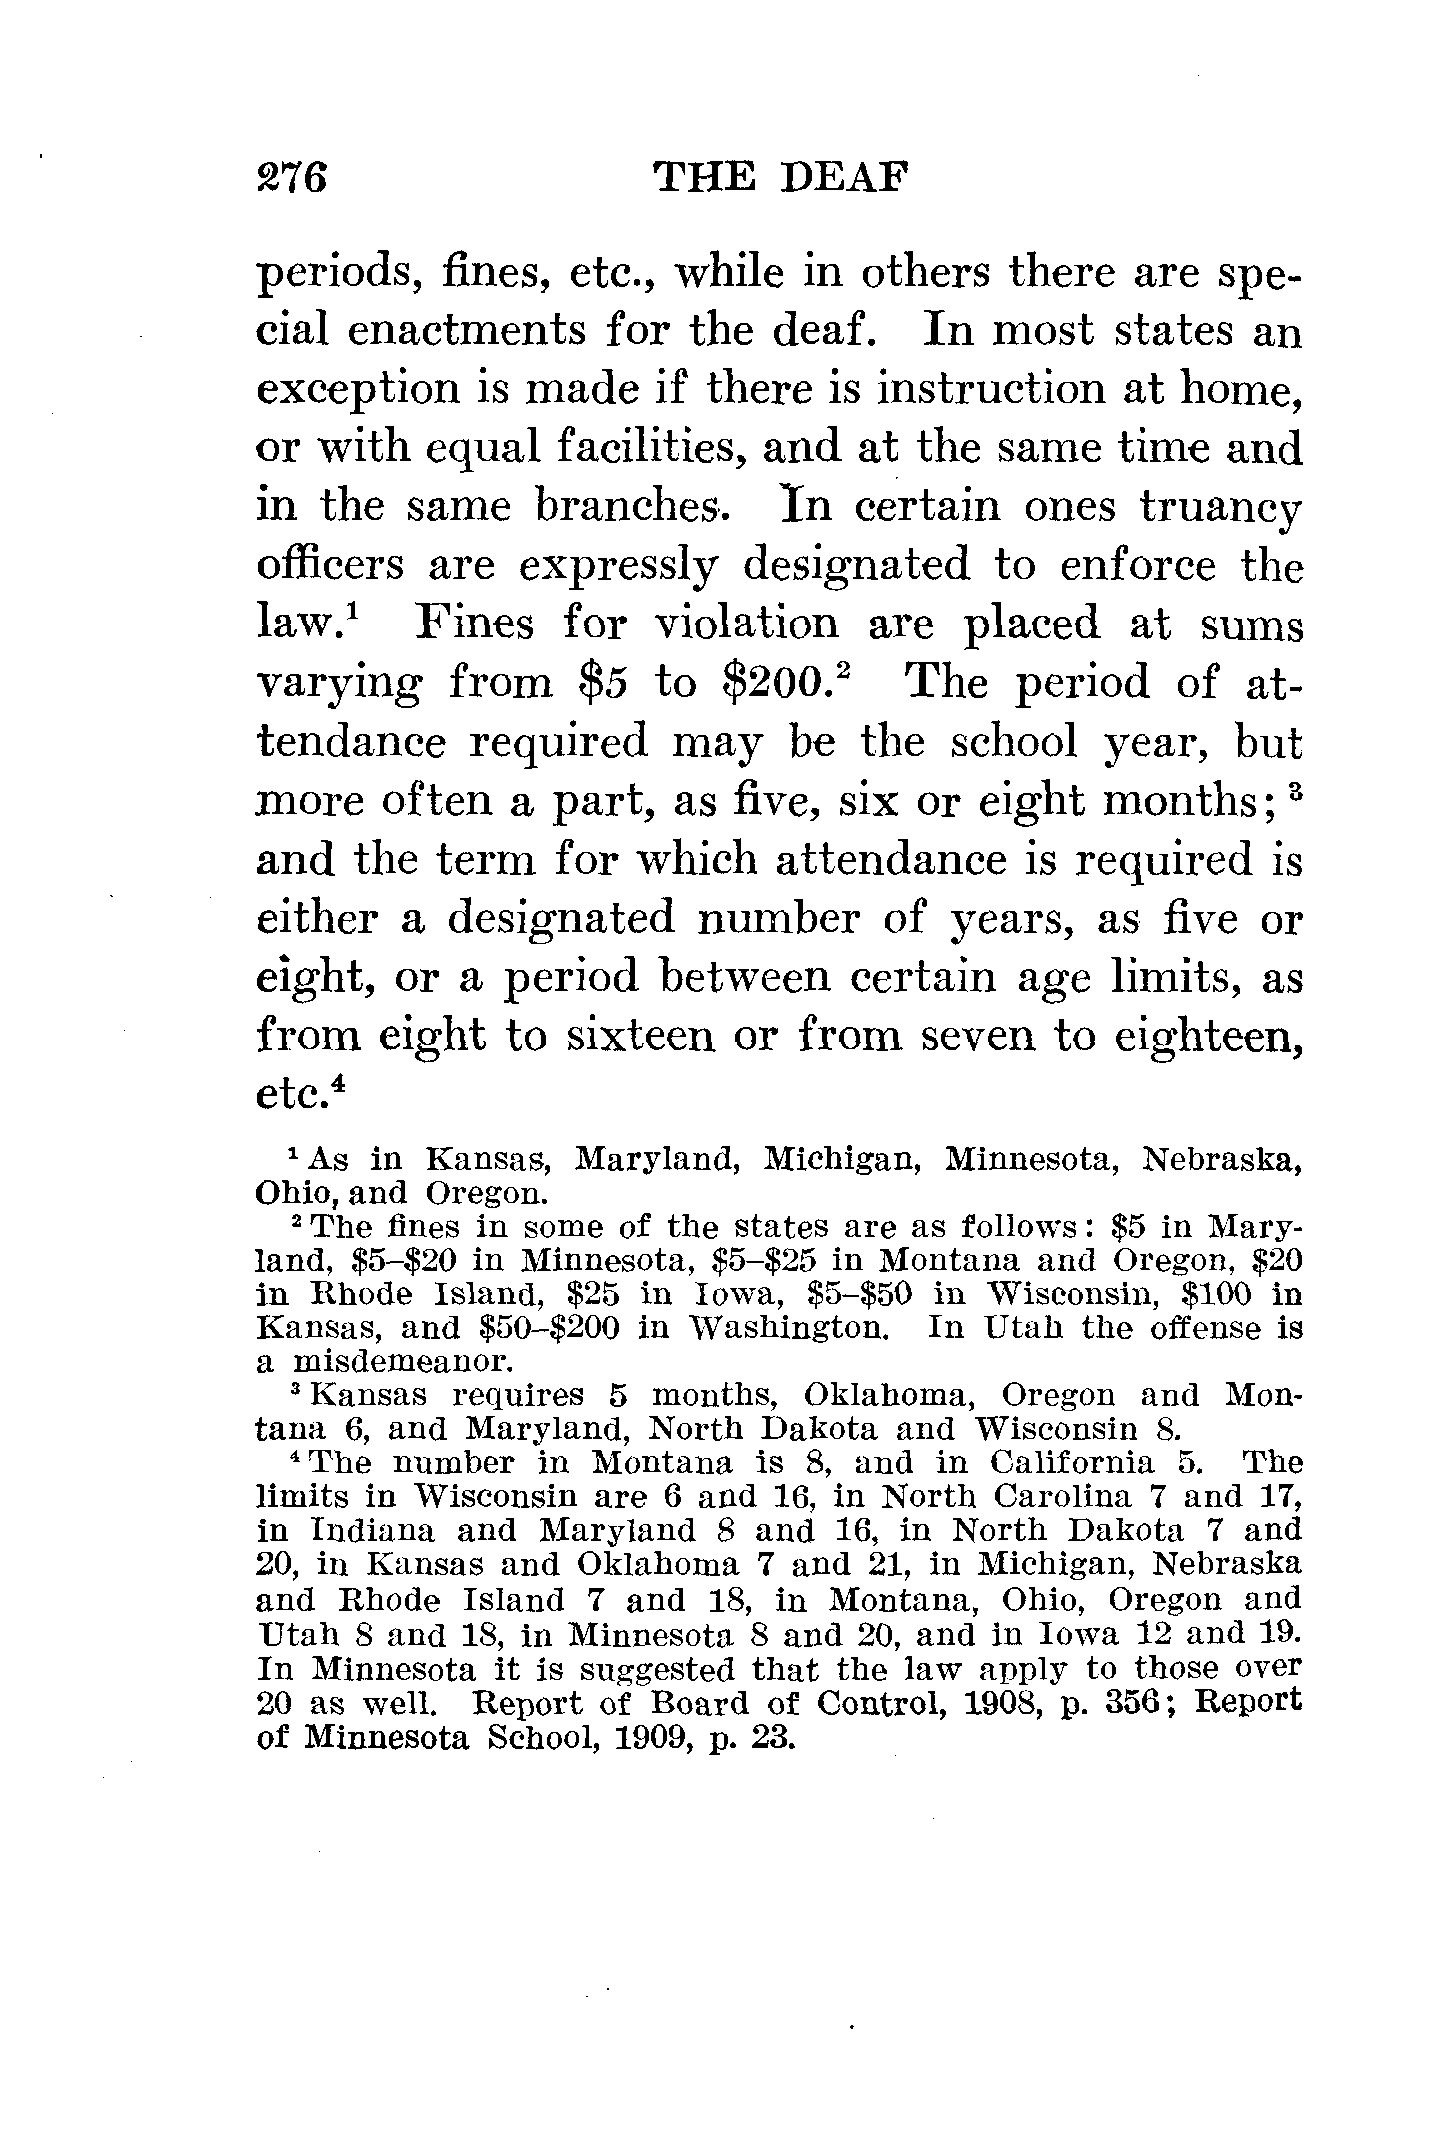 276 THE DEAF
periods, fines, etc., while in others there are spe-
cial enactments for the deaf. In most states an
exception is made if there is instruction at home,
or with equal facilities, and at the same time and
in the same branches. In certain ones truancy
officers are expressly designated to enforce the
law.¹ Fines for violation are placed at sums
varying from $5 to $200.² The period of at-
tendance required may be the school year, but
more often a part, as five, six or eight months; ³
and the term for which attendance is required is
either a designated number of years, as five or
eight, or a period between certain age limits, as
from eight to sixteen or from seven to eighteen,
etc.⁴
¹ As in Kansas, Maryland, Michigan, Minnesota, Nebraska,
Ohio, and Oregon.
² The fines in some of the states are as follows: $5 in Mary-
land, $5–$20 in Minnesota, $5–$25 in Montana and Oregon, $20
in Rhode Island, $25 in Iowa, $5–$50 in Wisconsin, $100 in
Kansas, and $50–$200 in Washington. In Utah the offense is
a misdemeanor.
³ Kansas requires 5 months, Oklahoma, Oregon and Mon-
tana 6, and Maryland, North Dakota and Wisconsin 8.
⁴ The number in Montana is 8, and in California 5. The
limits in Wisconsin are 6 and 16, in North Carolina 7 and 17,
in Indiana and Maryland 8 and 16, in North Dakota 7 and
20, in Kansas and Oklahoma 7 and 21, in Michigan, Nebraska
and Rhode Island 7 and 18, in Montana, Ohio, Oregon and
Utah 8 and 18, in Minnesota 8 and 20, and in Iowa 12 and 19.
In Minnesota it is suggested that the law apply to those over
20 as well. Report of Board of Control, 1908, p. 356; Report
of Minnesota School, 1909, p. 23.